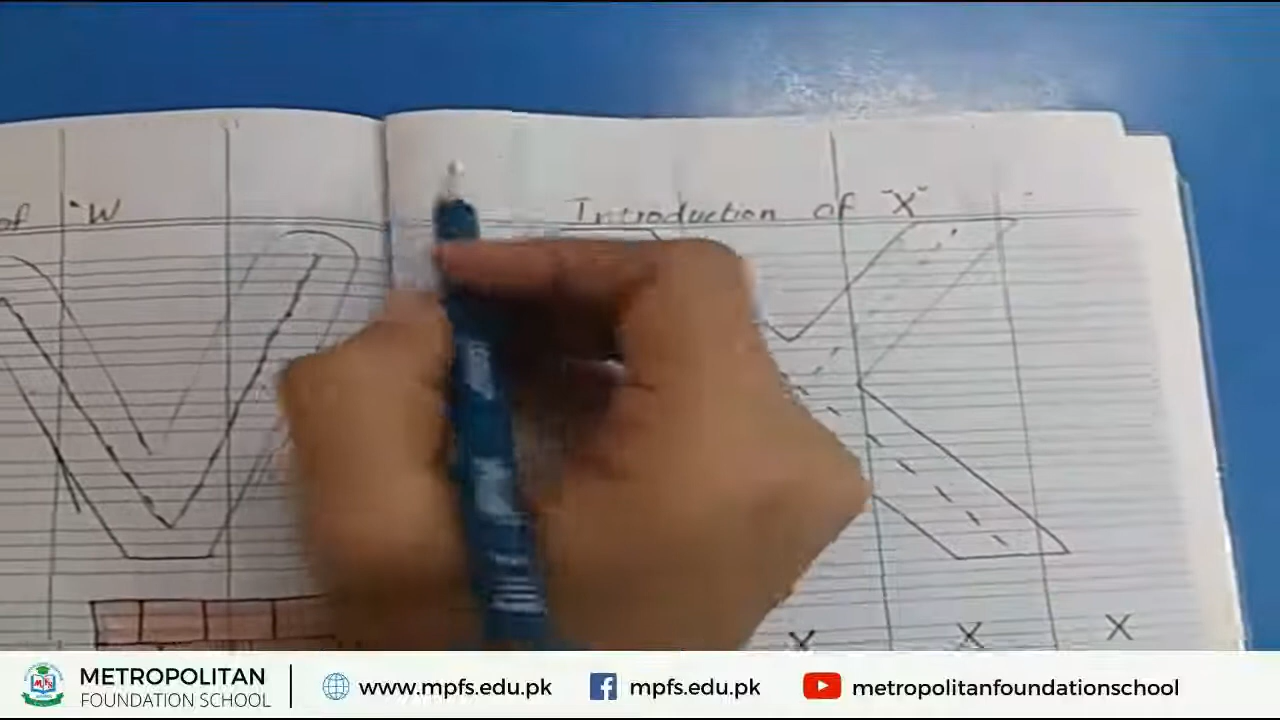 of "W
Introduction of "X"
X X X
METROPOLITAN
FOUNDATION SCHOOL
www.mpfs.edu.pk
mpfs.edu.pk
metropolitanfoundationschool